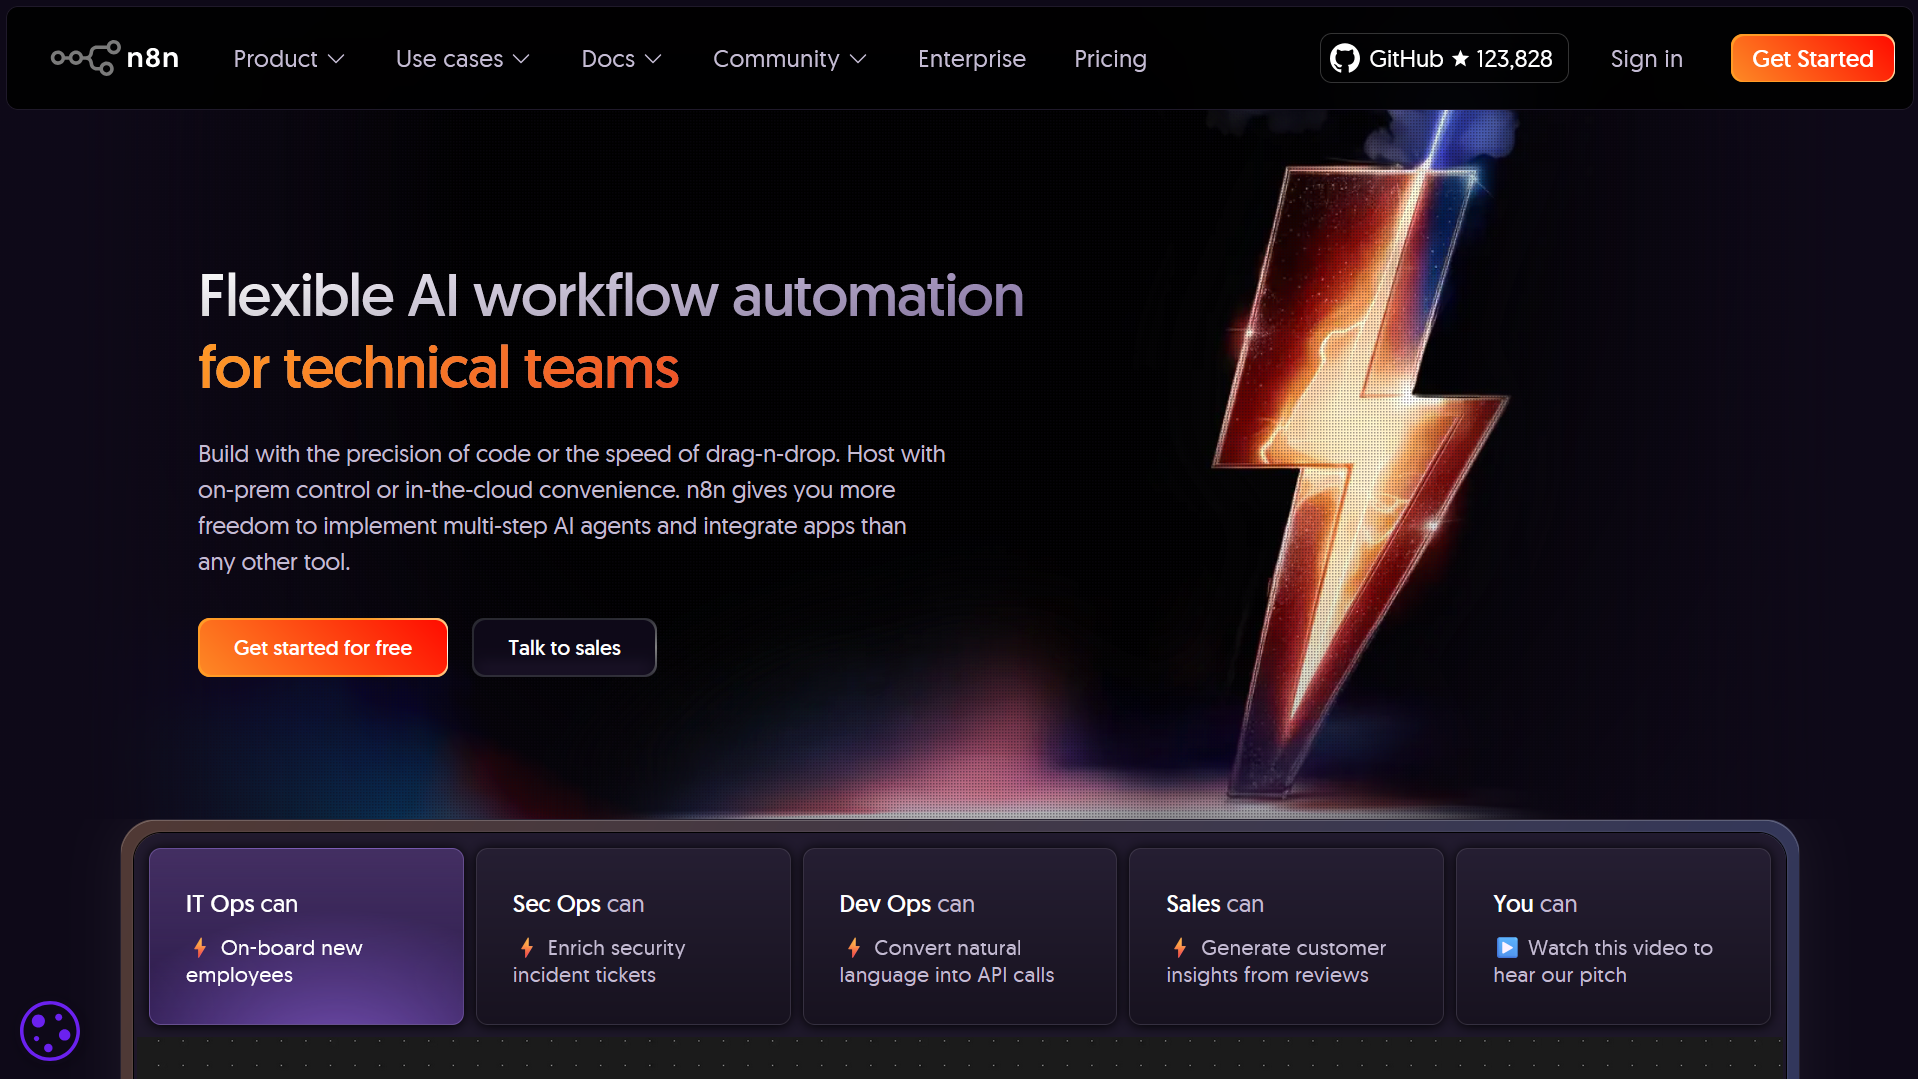 n8n
Product
Use cases
Docs
Community
Enterprise
Pricing
GitHub ★ 123,828
Sign in
Get Started
Flexible AI workflow automation
for technical teams
Build with the precision of code or the speed of drag-n-drop. Host with
on-prem control or in-the-cloud convenience. n8n gives you more
freedom to implement multi-step AI agents and integrate apps than
any other tool.
Get started for free
Talk to sales
IT Ops can
On-board new
employees
Sec Ops can
Enrich security
incident tickets
Dev Ops can
Convert natural
language into API calls
Sales can
Generate customer
insights from reviews
You can
Watch this video to
hear our pitch